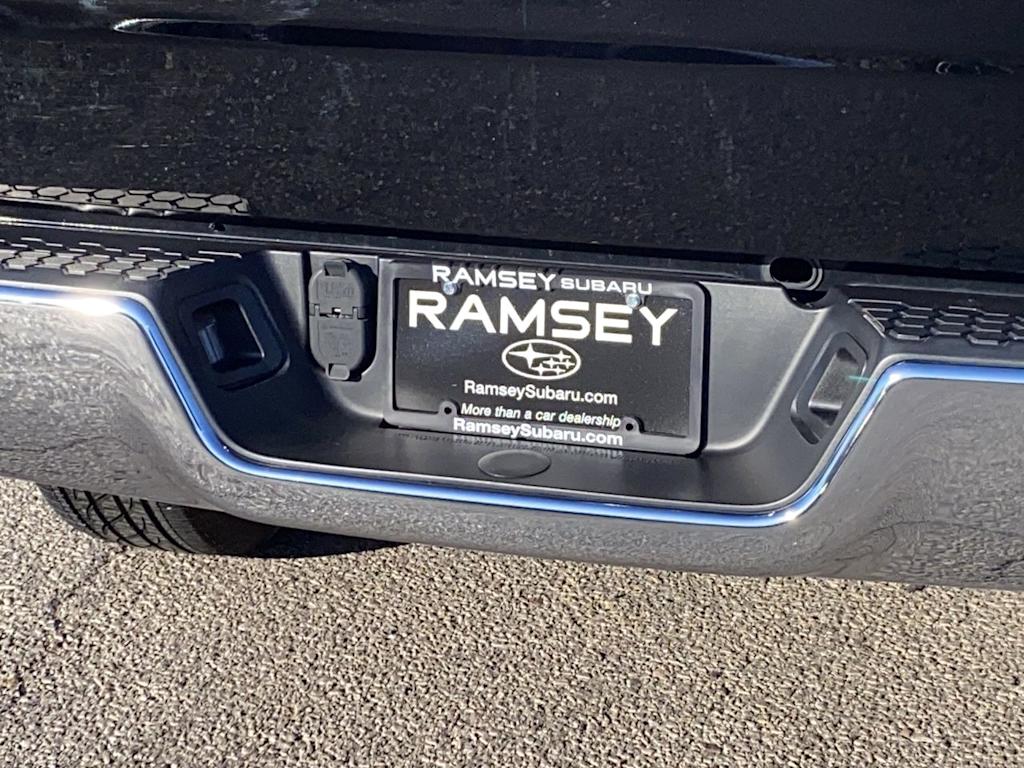 RAMSEY SUBARU
RAMSEY
RamseySubaru.com
More than a car dealership
RamseySubaru.com